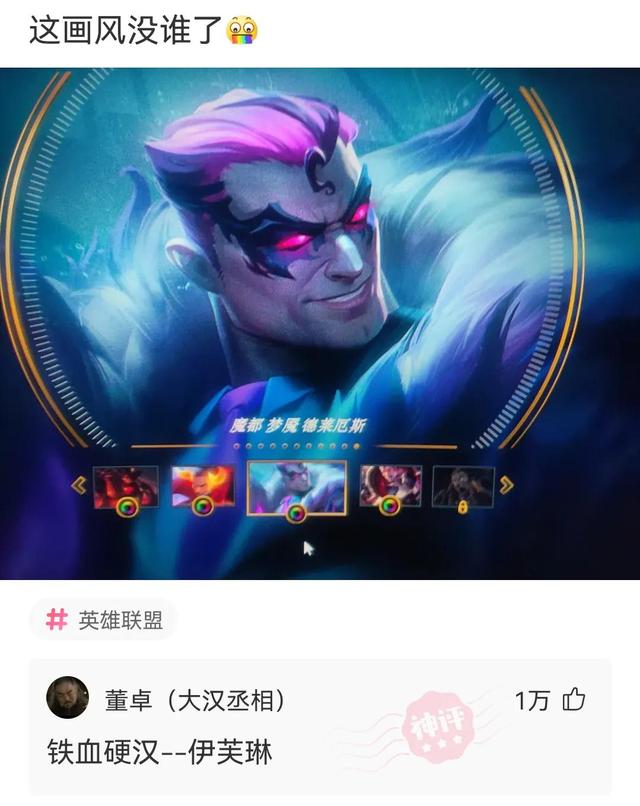 这画风没谁了
魔都 梦魇 德莱厄斯
# 英雄联盟
董卓（大汉丞相）
1万
神评
铁血硬汉--伊芙琳